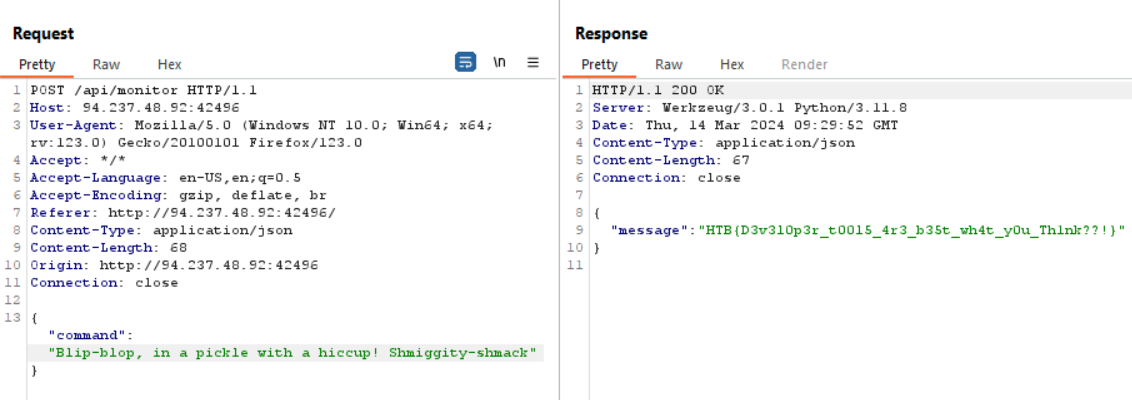 Request
Pretty Raw Hex \n
1 POST /api/monitor HTTP/1.1
2 Host: 94.237.48.92:42496
3 User-Agent: Mozilla/5.0 (Windows NT 10.0; Win64; x64;
rv:123.0) Gecko/20100101 Firefox/123.0
4 Accept: */*
5 Accept-Language: en-US,en;q=0.5
6 Accept-Encoding: gzip, deflate, br
7 Referer: http://94.237.48.92:42496/
8 Content-Type: application/json
9 Content-Length: 68
10 Origin: http://94.237.48.92:42496
11 Connection: close
12
13 {
"command":
"Blip-blop, in a pickle with a hiccup! Shmiggity-shmack"
}
Response
Pretty Raw Hex Render
1 HTTP/1.1 200 OK
2 Server: Werkzeug/3.0.1 Python/3.11.8
3 Date: Thu, 14 Mar 2024 09:29:52 GMT
4 Content-Type: application/json
5 Content-Length: 67
6 Connection: close
7
8 {
9 "message":"HTB{D3v3l0p3r_t00l5_4r3_b35t_wh4t_y0u_Th1nk??!}"
10 }
11